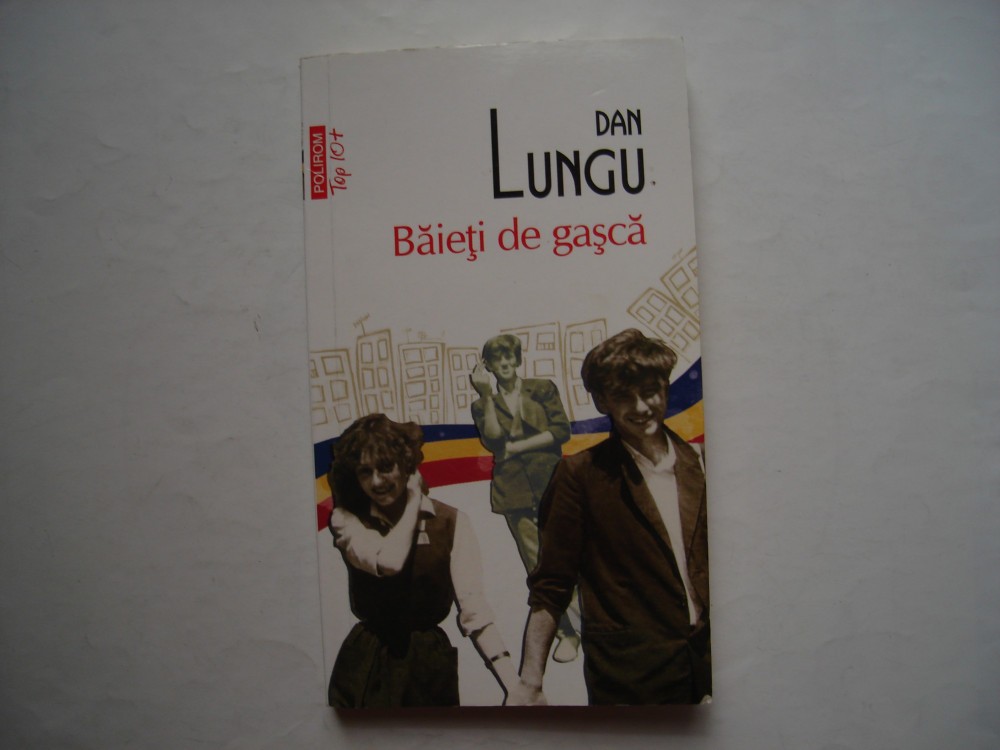 DAN
LUNGU
Băieţi de gaşcă
POLIROM
Top 10+